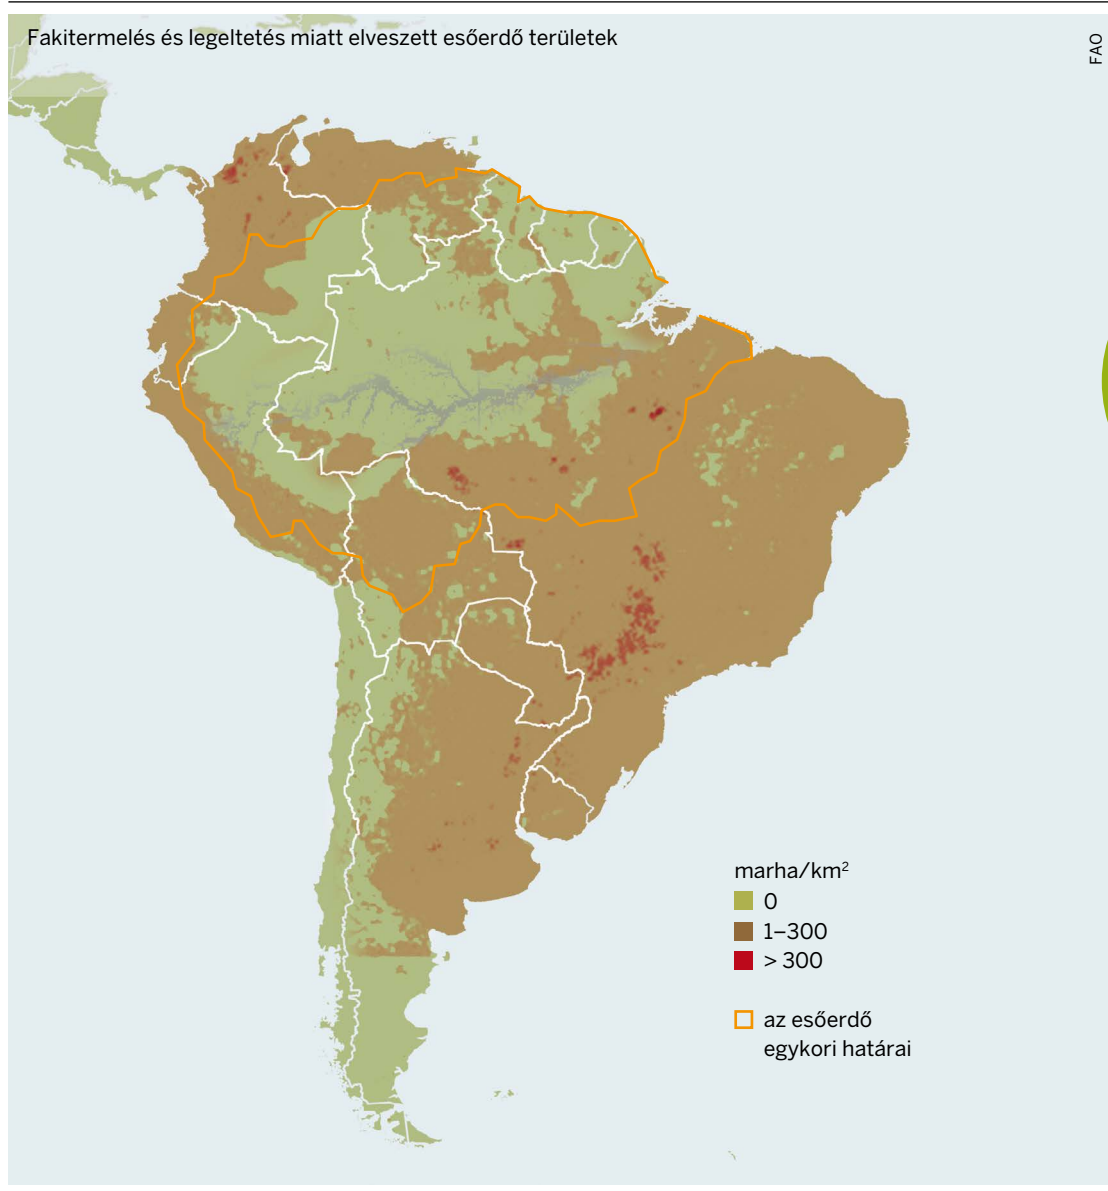 Fakitermelés és legeltetés miatt elveszett esőerdő területek
FAO
marha/km²
0
1–300
> 300
az esőerdő
egykori határai